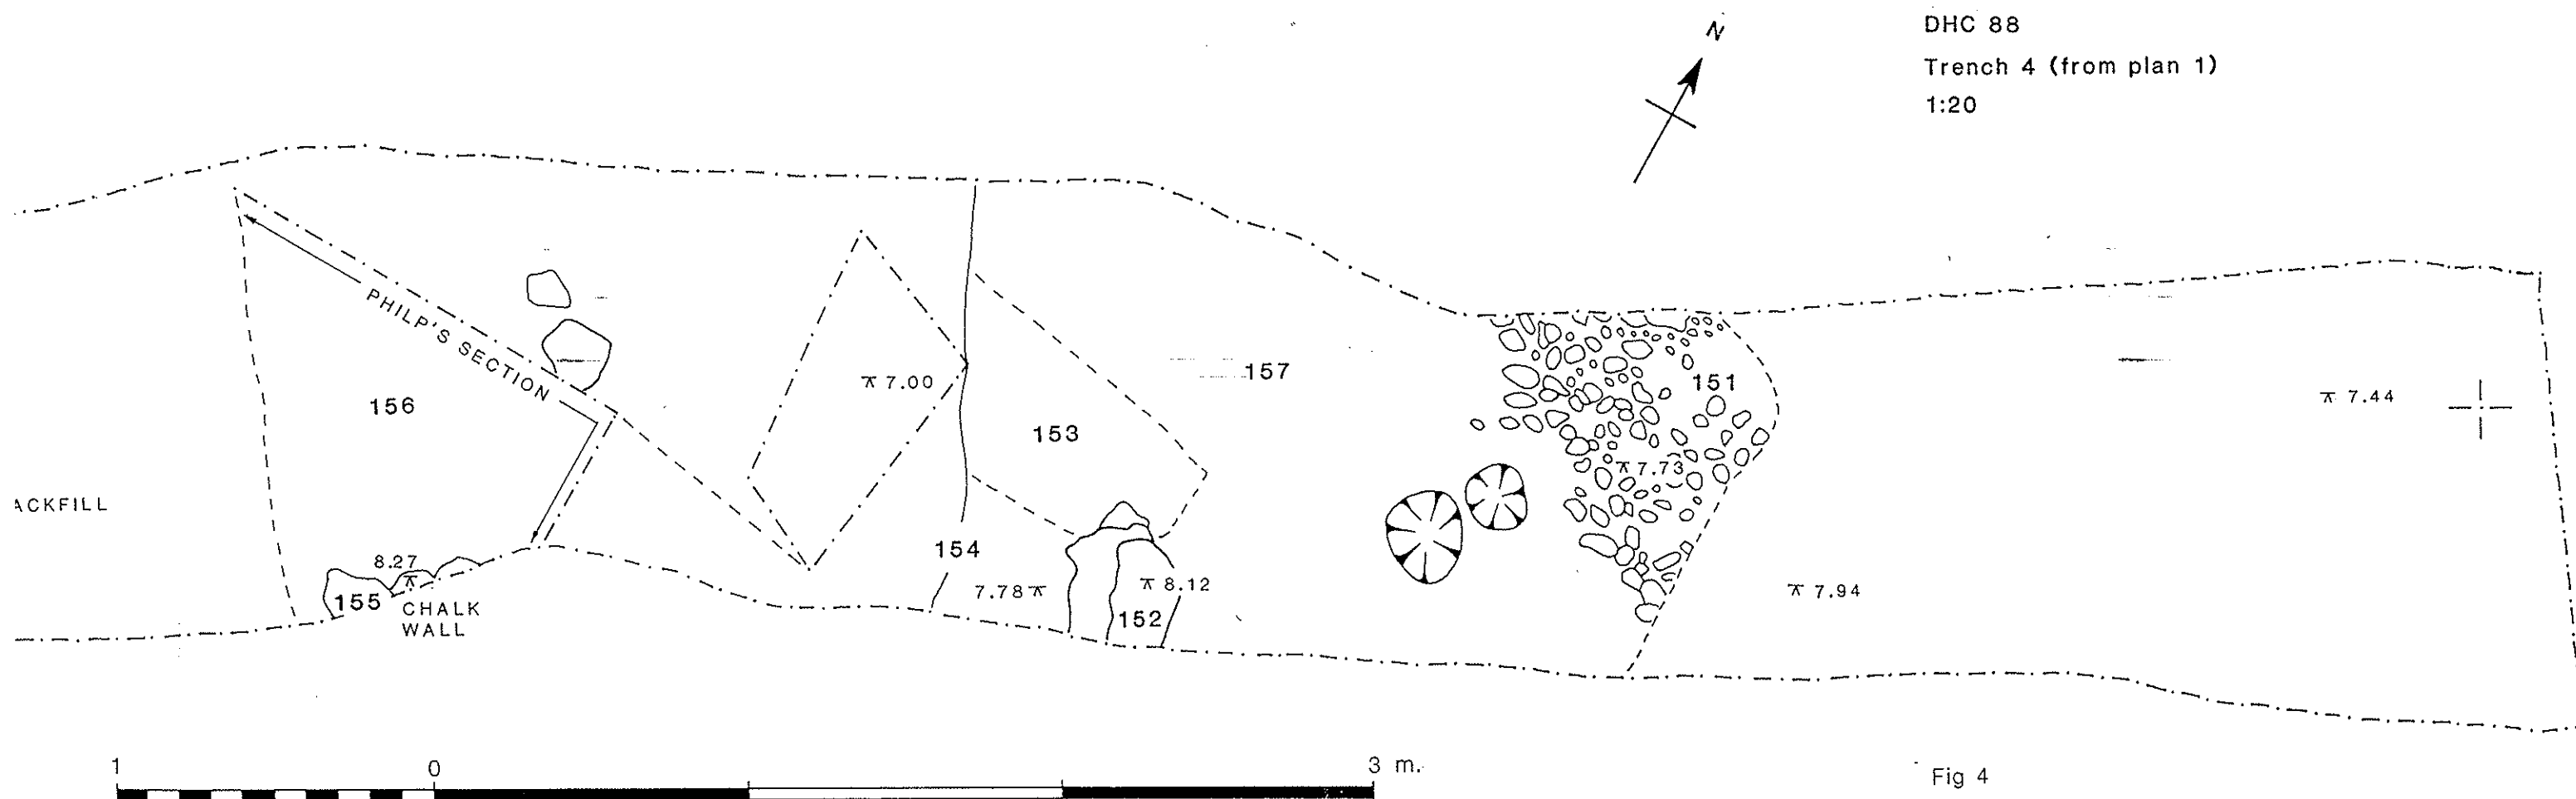 N
DHC 88
Trench 4 (from plan 1)
1:20
PHILP'S SECTION
156
7.00
153
157
151
7.73
7.44
ACKFILL
154
8.27
155
CHALK
WALL
7.78
8.12
152
7.94
1 0 3 m.
Fig 4